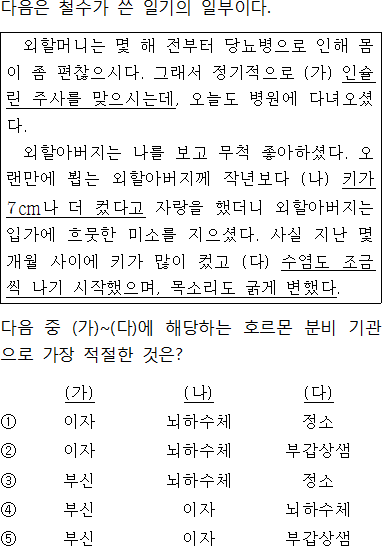 다음은 철수가 쓴 일기의 일부이다.
외할머니는 몇 해 전부터 당뇨병으로 인해 몸
이 좀 편찮으시다. 그래서 정기적으로 (가) 인슐
린 주사를 맞으시는데, 오늘도 병원에 다녀오셨
다.
외할아버지는 나를 보고 무척 좋아하셨다. 오
랜만에 뵙는 외할아버지께 작년보다 (나) 키가
7cm나 더 컸다고 자랑을 했더니 외할아버지는
입가에 흐뭇한 미소를 지으셨다. 사실 지난 몇
개월 사이에 키가 많이 컸고 (다) 수염도 조금
씩 나기 시작했으며, 목소리도 굵게 변했다.
다음 중 (가)~(다)에 해당하는 호르몬 분비 기관
으로 가장 적절한 것은?
(가) (나) (다)
① 이자 뇌하수체 정소
② 이자 뇌하수체 부갑상샘
③ 부신 뇌하수체 정소
④ 부신 이자 뇌하수체
⑤ 부신 이자 부갑상샘